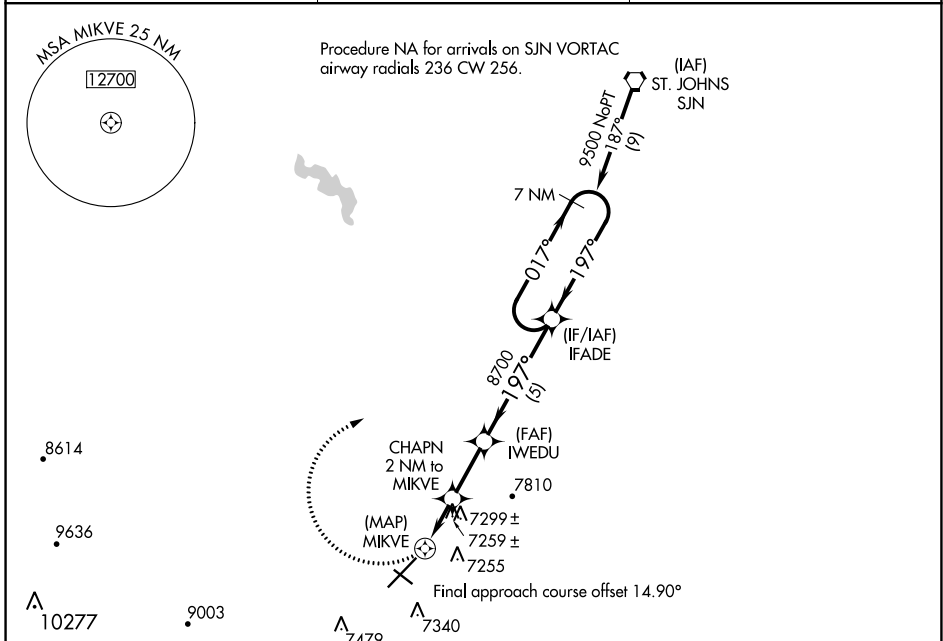 MSA MIKVE 25 NM
12700
Procedure NA for arrivals on SJN VORTAC
airway radials 236 CW 256.
(IAF)
ST. JOHNS
SJN
9500 NoPT
187°
(9)
7 NM
017°
197°
(IF/IAF)
IFADE
8700
197°
(5)
(FAF)
IWEDU
CHAPN
2 NM to
MIKVE
7810
8614
7299 ±
(MAP)
MIKVE
7259 ±
9636
7255
Final approach course offset 14.90°
10277
9003
7479
7340